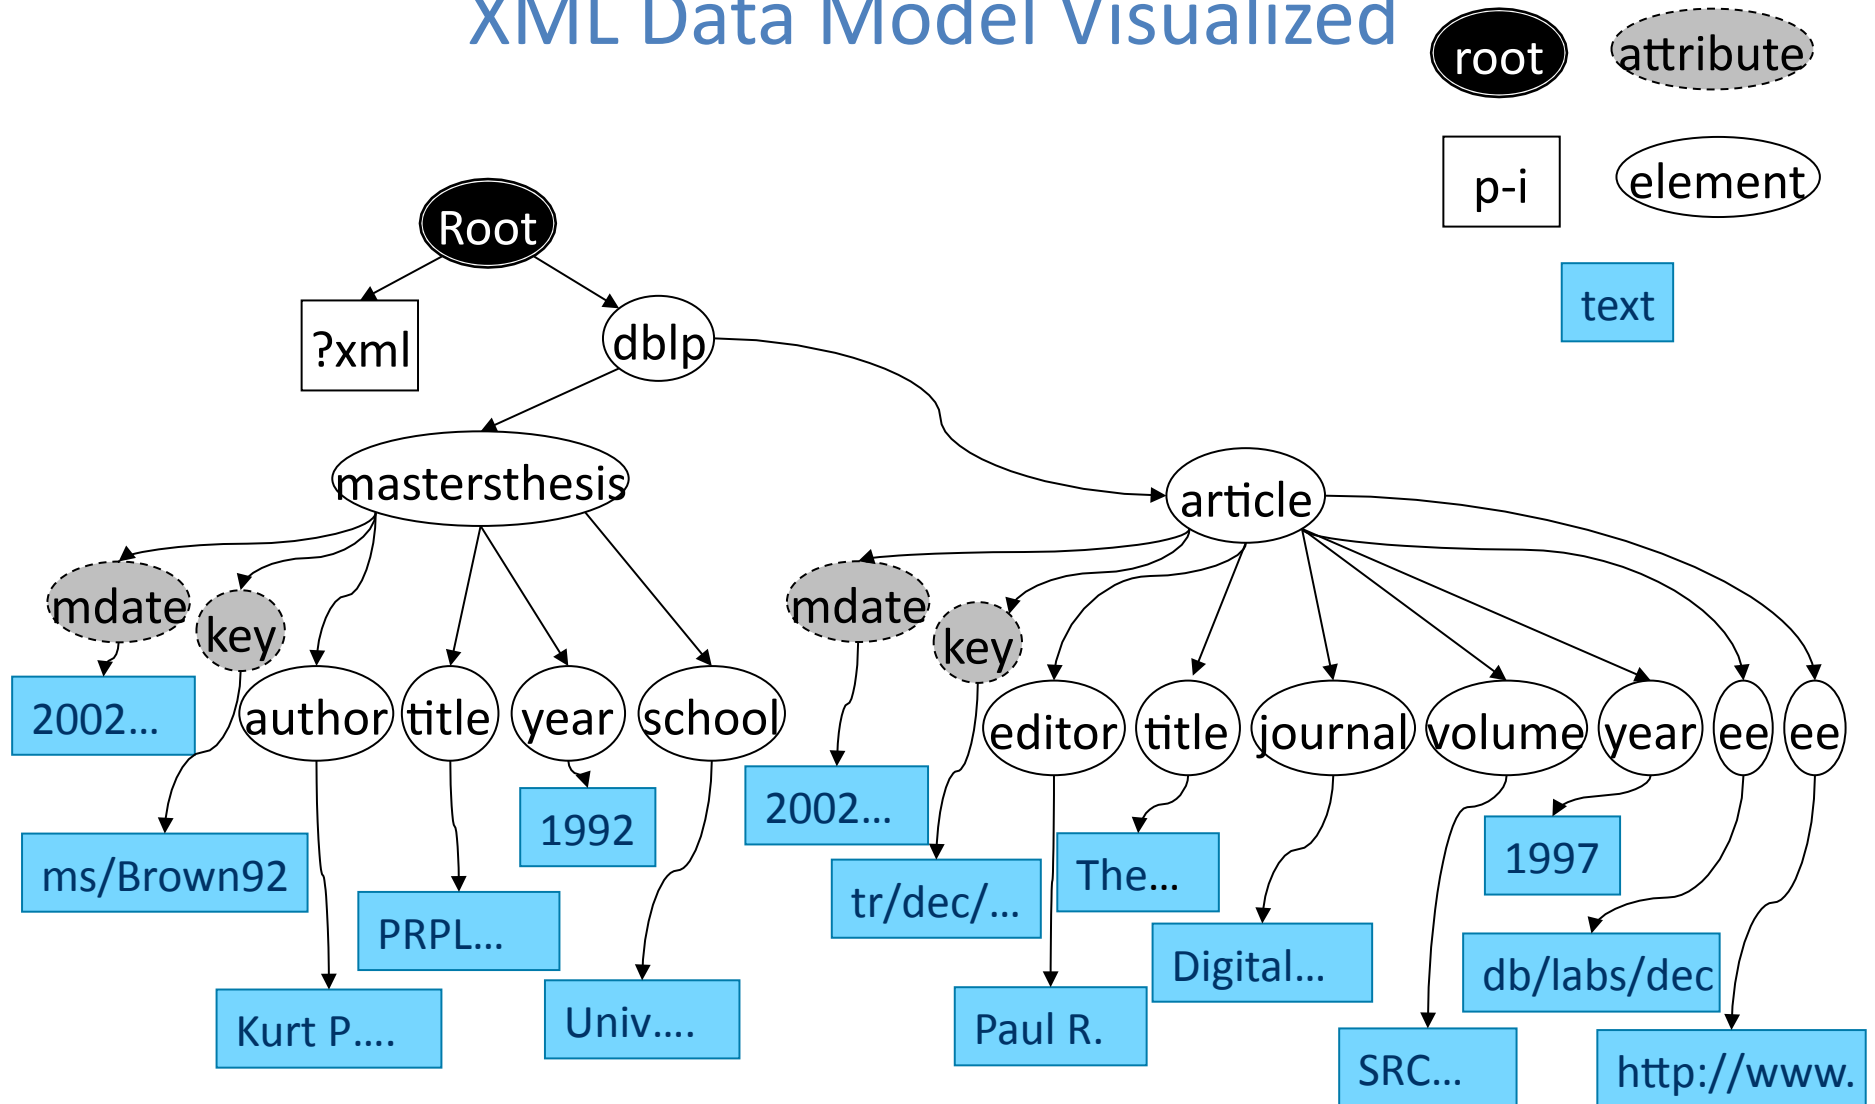 XML Data Model Visualized
root
attribute
p-i
element
text
Root
?xml
dblp
mastersthesis
article
mdate
key
mdate
key
author
title
year
school
editor
title
journal
volume
year
ee
ee
2002...
2002...
1992
1997
ms/Brown92
tr/dec/...
The...
PRPL...
Digital...
db/labs/dec
Kurt P....
Univ....
Paul R.
SRC...
http://www.